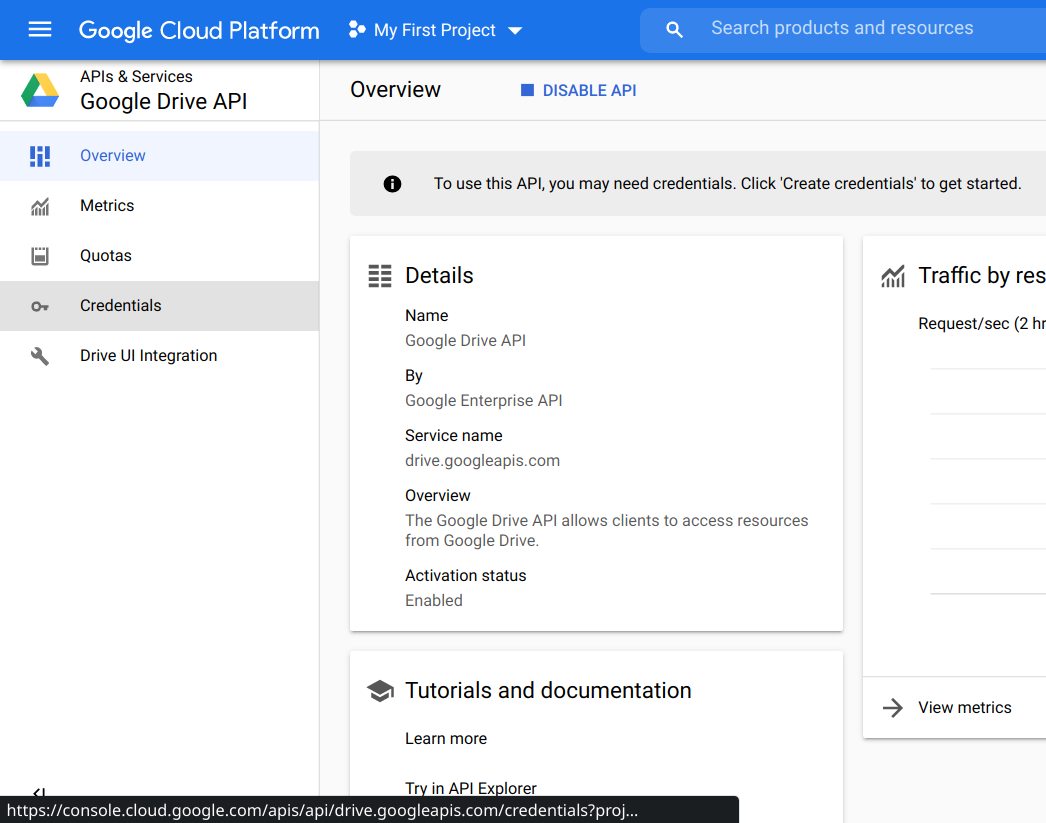 Google Cloud Platform
My First Project
Search products and resources
APIs & Services
Google Drive API
Overview
DISABLE API
Overview
Metrics
Quotas
Credentials
Drive UI Integration
To use this API, you may need credentials. Click 'Create credentials' to get started.
Details
Name
Google Drive API
By
Google Enterprise API
Service name
drive.googleapis.com
Overview
The Google Drive API allows clients to access resources
from Google Drive.
Activation status
Enabled
Traffic by res
Request/sec (2 hr
View metrics
Tutorials and documentation
Learn more
Try in API Explorer
https://console.cloud.google.com/apis/api/drive.googleapis.com/credentials?proj...